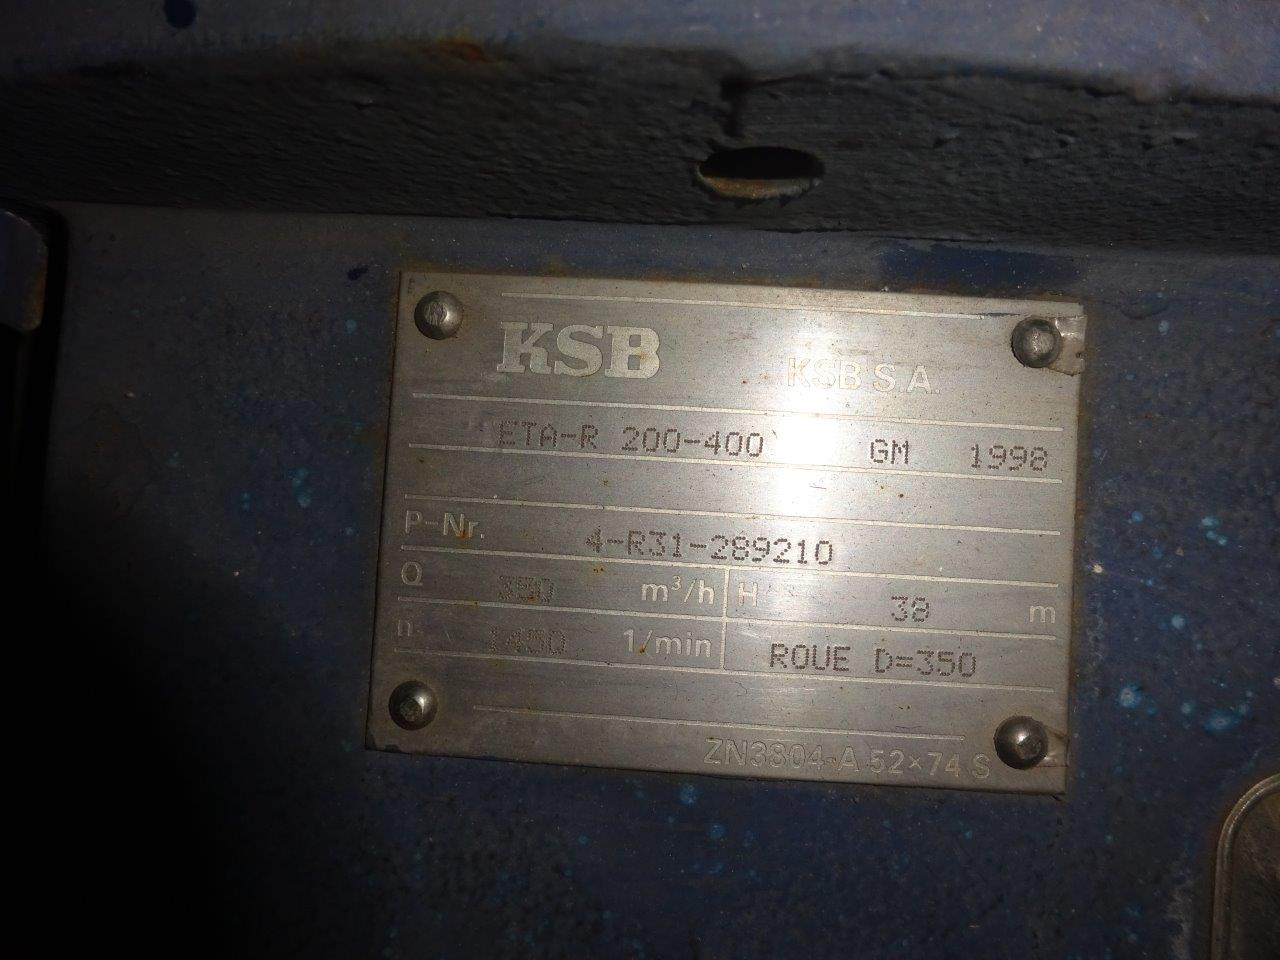 KSB KSB S.A.
ETA-R 200-400 GM 1998
P-Nr. 4-R31-289210
Q 350 m³/h H 38 m
n 1450 1/min ROUE D=350
ZN3804-A 52×74 S